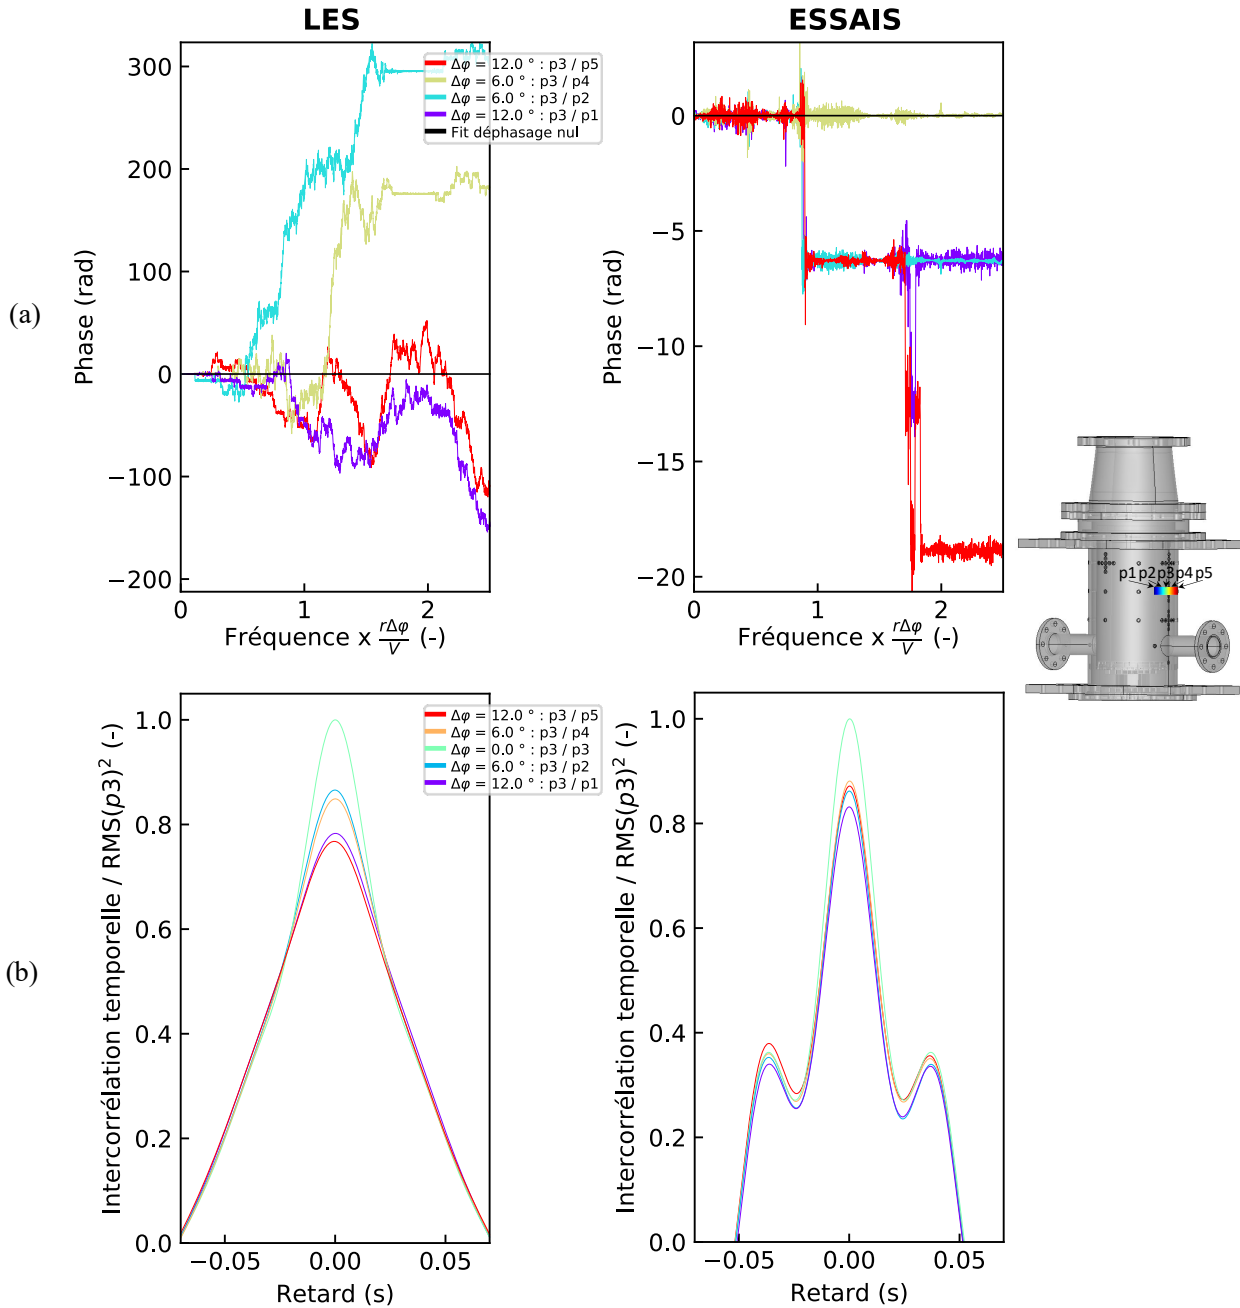 LES
ESSAIS
(a)
Phase (rad)
300
200
100
0
−100
−200
0
1
2
Fréquence x rΔφ/V (-)
Δφ = 12.0 ° : p3 / p5
Δφ = 6.0 ° : p3 / p4
Δφ = 6.0 ° : p3 / p2
Δφ = 12.0 ° : p3 / p1
Fit déphasage nul
Phase (rad)
0
−5
−10
−15
−20
0
1
2
Fréquence x rΔφ/V (-)
p1p2p3p4p5
(b)
Intercorrélation temporelle / RMS(p3)² (-)
1.0
0.8
0.6
0.4
0.2
0.0
−0.05
0.00
0.05
Retard (s)
Δφ = 12.0 ° : p3 / p5
Δφ = 6.0 ° : p3 / p4
Δφ = 0.0 ° : p3 / p3
Δφ = 6.0 ° : p3 / p2
Δφ = 12.0 ° : p3 / p1
Intercorrélation temporelle / RMS(p3)² (-)
1.0
0.8
0.6
0.4
0.2
0.0
−0.05
0.00
0.05
Retard (s)